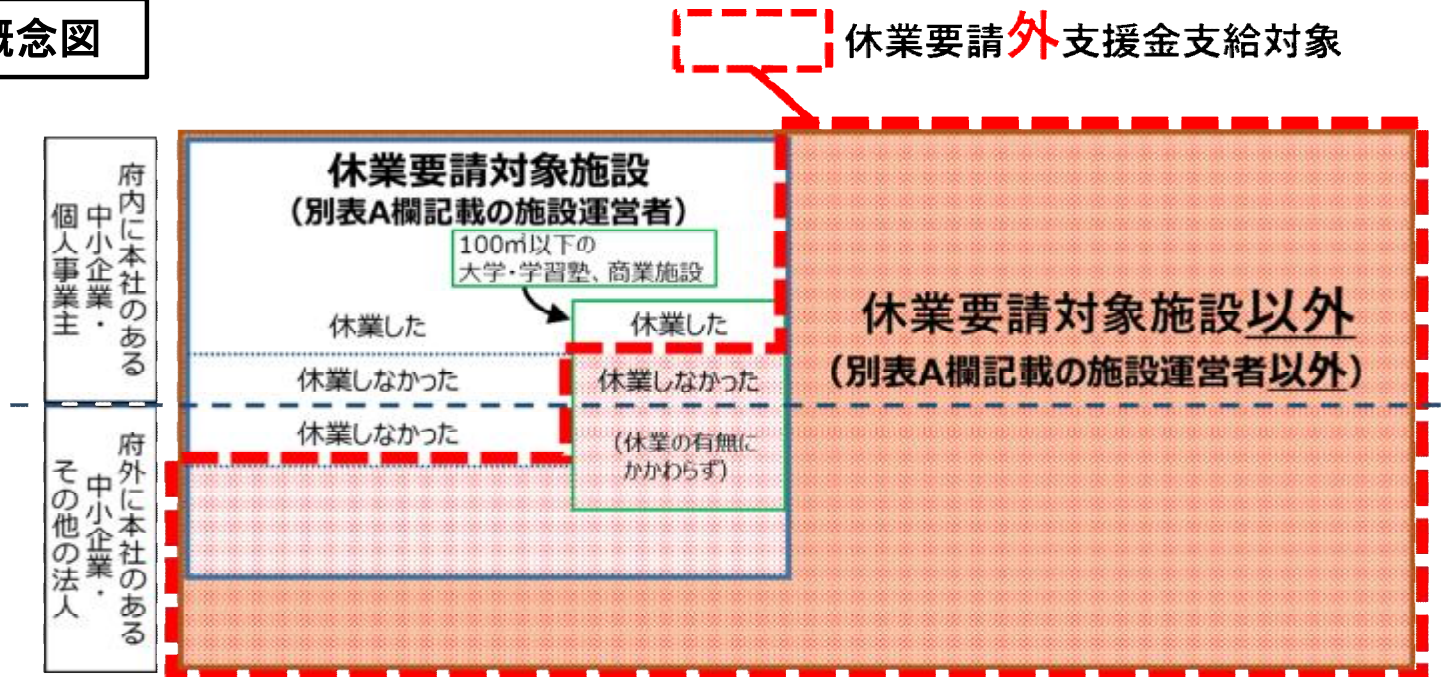 概念図
休業要請外支援金支給対象
府内に本社のある
中小企業・
個人事業主
休業要請対象施設
（別表A欄記載の施設運営者）
100㎡以下の
大学・学習塾、商業施設
休業した
休業した
休業しなかった
休業しなかった
休業しなかった
（休業の有無に
かかわらず）
休業要請対象施設以外
（別表A欄記載の施設運営者以外）
府外に本社のある
中小企業・
その他の法人